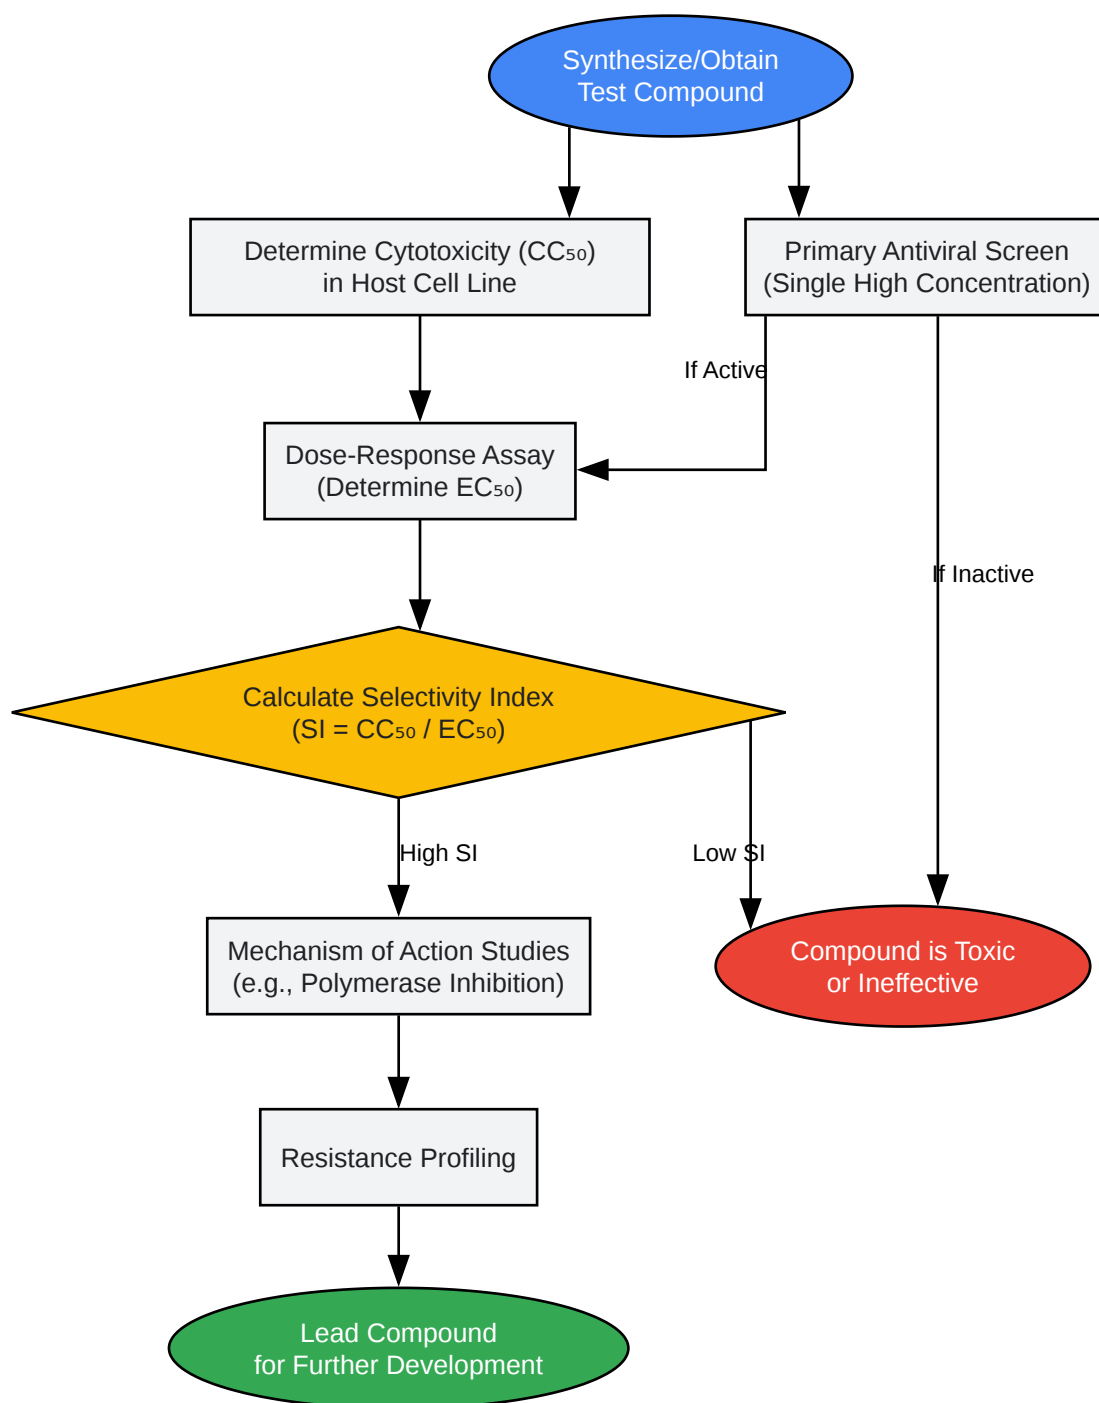 Synthesize/Obtain
Test Compound
Determine Cytotoxicity (CC₅₀)
in Host Cell Line
Primary Antiviral Screen
(Single High Concentration)
If Active
Dose-Response Assay
(Determine EC₅₀)
If Inactive
Calculate Selectivity Index
(SI = CC₅₀ / EC₅₀)
High SI
Low SI
Mechanism of Action Studies
(e.g., Polymerase Inhibition)
Compound is Toxic
or Ineffective
Resistance Profiling
Lead Compound
for Further Development